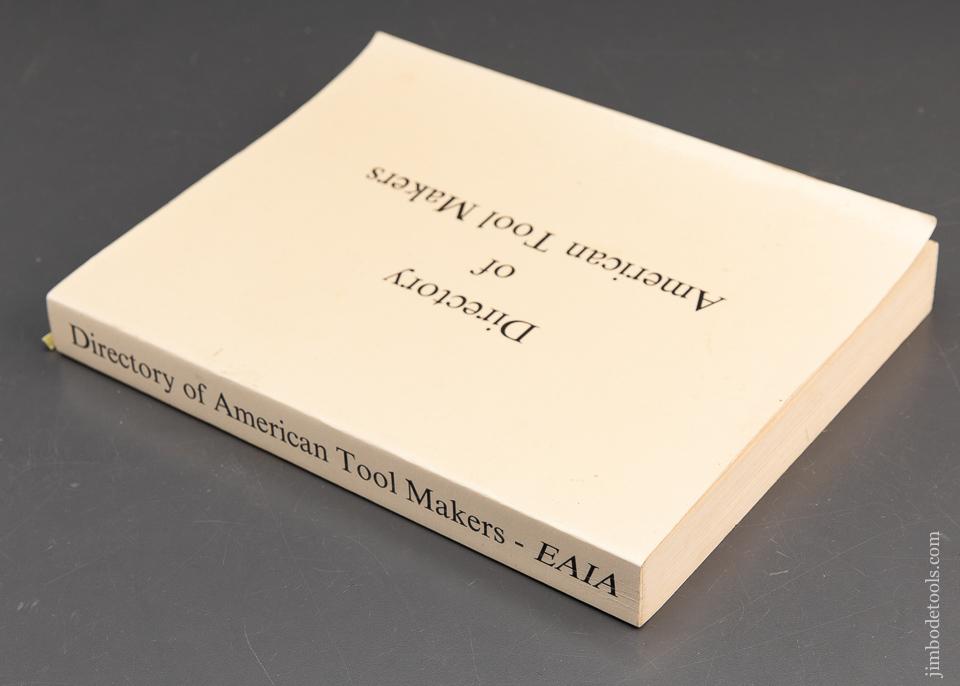 Directory
of
American Tool Makers
Directory of American Tool Makers - EAIA
jimbodetools.com